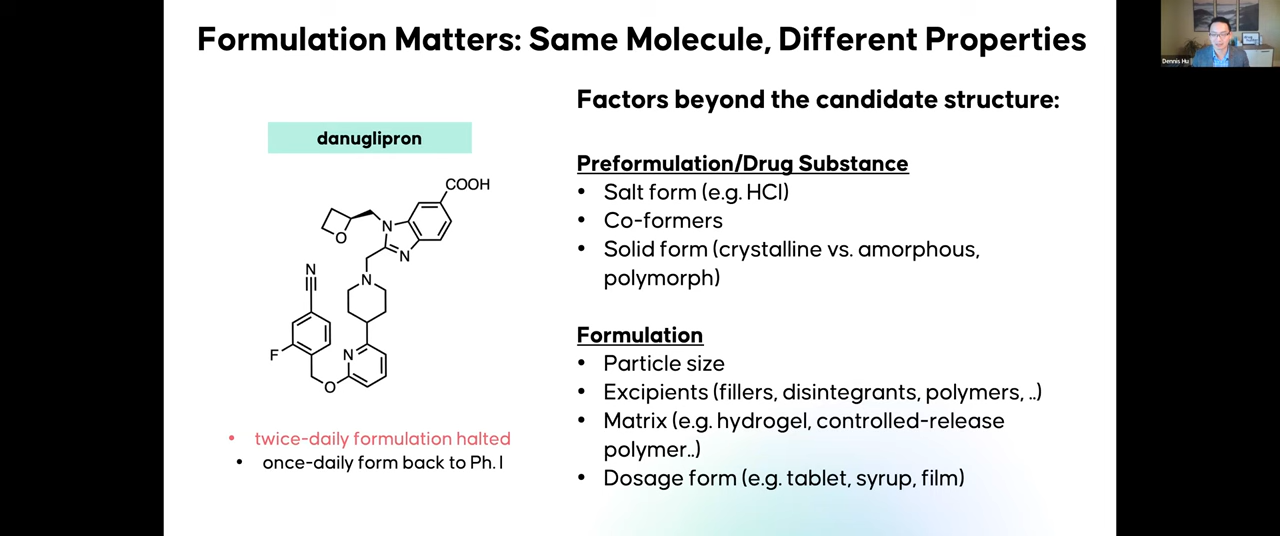 Formulation Matters: Same Molecule, Different Properties
Dennis Hu
danuglipron
COOH
N
O
N
N
N
F
N
O
• twice-daily formulation halted
• once-daily form back to Ph. I
Factors beyond the candidate structure:
Preformulation/Drug Substance
• Salt form (e.g. HCl)
• Co-formers
• Solid form (crystalline vs. amorphous,
polymorph)
Formulation
• Particle size
• Excipients (fillers, disintegrants, polymers, ..)
• Matrix (e.g. hydrogel, controlled-release
polymer..)
• Dosage form (e.g. tablet, syrup, film)